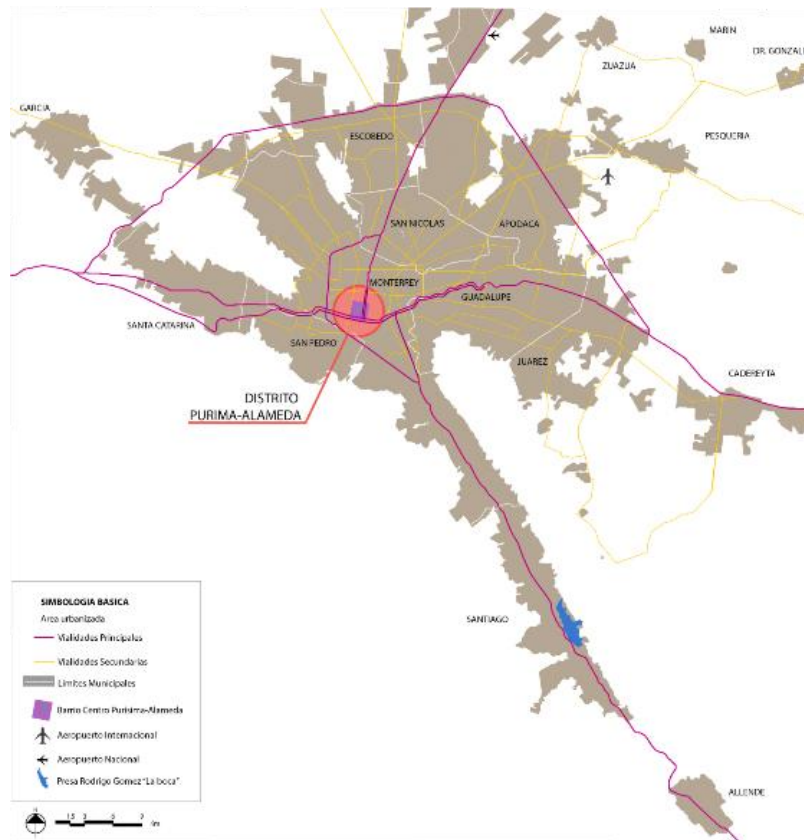 MARIN
DR. GONZAL
ZUAZUA
GARCIA
ESCOBEDO
PESQUERIA
SAN NICOLAS
APODACA
MONTERREY
GUADALUPE
SANTA CATARINA
SAN PEDRO
JUAREZ
CADEREYTA
DISTRITO
PURIMA-ALAMEDA
SANTIAGO
ALLENDE
SIMBOLOGIA BASICA
Area urbanizada
Vialidades Principales
Vialidades Secundarias
Limites Municipales
Barrio Centro Purisima-Alameda
Aeropuerto Internacional
Aeropuerto Nacional
Presa Rodrigo Gomez "La boca"
N
Km